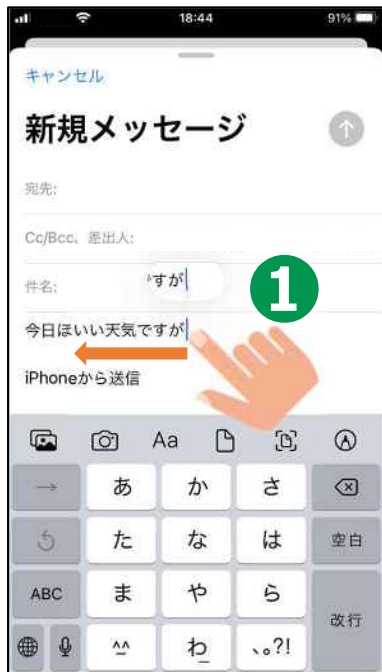 18:44
91%
キャンセル
新規メッセージ
宛先:
Cc/Bcc、差出人:
件名:
すが
1
今日ほいい天気ですが
iPhoneから送信
Aa
→ あ か さ
た な は 空白
ABC ま や ら
改行
^^ わ_ 、。?!